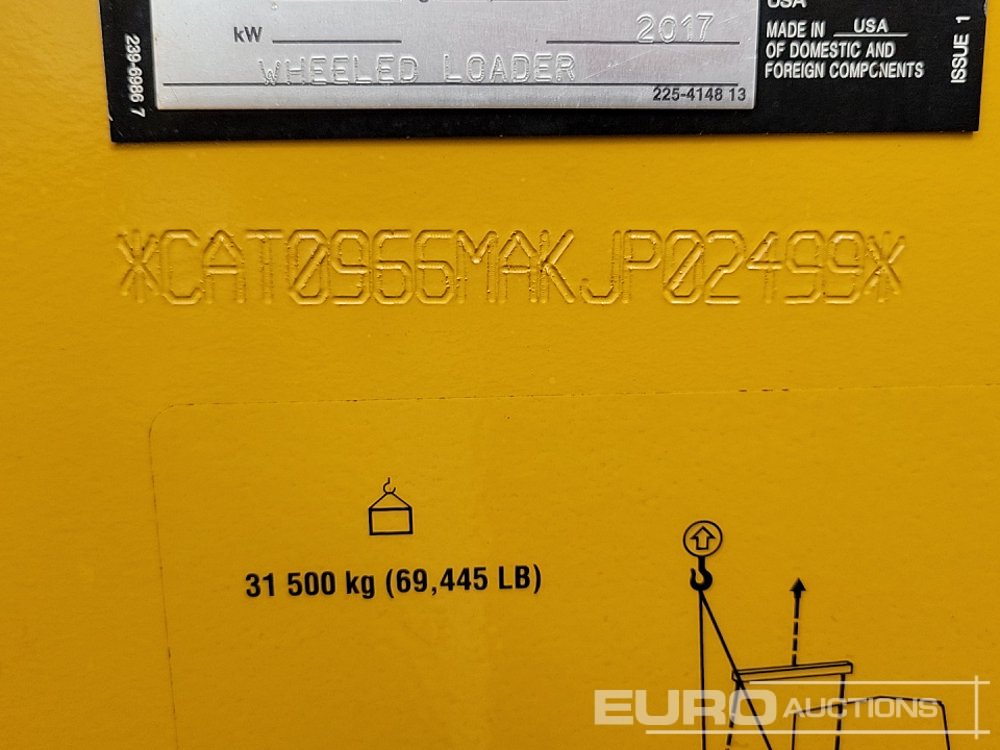 kW 2017
WHEELED LOADER
225-4148 13
239-6986 7
USA
MADE IN USA
OF DOMESTIC AND
FOREIGN COMPONENTS
ISSUE 1
*CAT0966MAKJP02499*
31 500 kg (69,445 LB)
EURO AUCTIONS